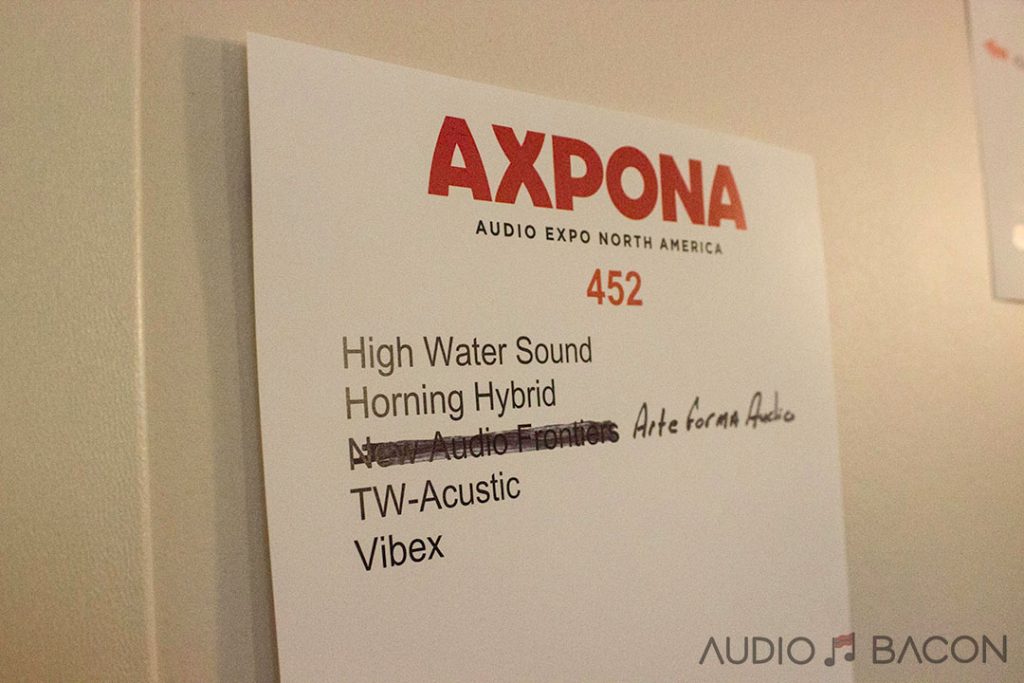 AXPONA
AUDIO EXPO NORTH AMERICA
452
High Water Sound
Horning Hybrid
New Audio Frontiers Arte Forma Audio
TW-Acustic
Vibex
AUDIO BACON